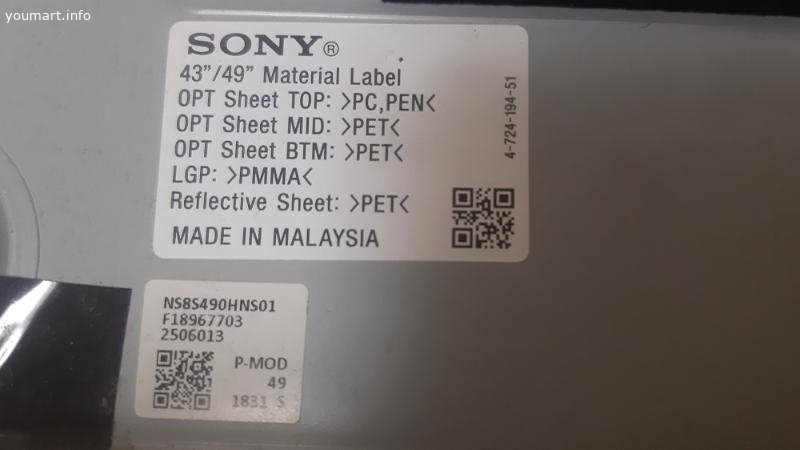 youmart.info
SONY®
43"/49" Material Label
OPT Sheet TOP: >PC,PEN<
OPT Sheet MID: >PET<
OPT Sheet BTM: >PET<
LGP: >PMMA<
Reflective Sheet: >PET<
MADE IN MALAYSIA
4-724-194-51
NS8S490HNS01
F18967703
2506013
P-MOD
49
1831 S